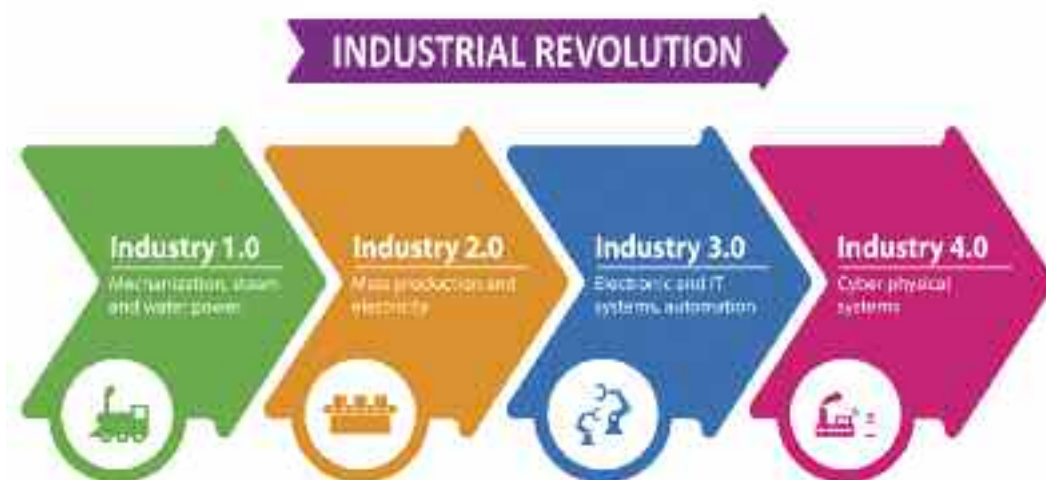 INDUSTRIAL REVOLUTION
Industry 1.0
Mechanization, steam
and water power
Industry 2.0
Mass production and
electricity
Industry 3.0
Electronic and IT
systems, automation
Industry 4.0
Cyber physical
systems